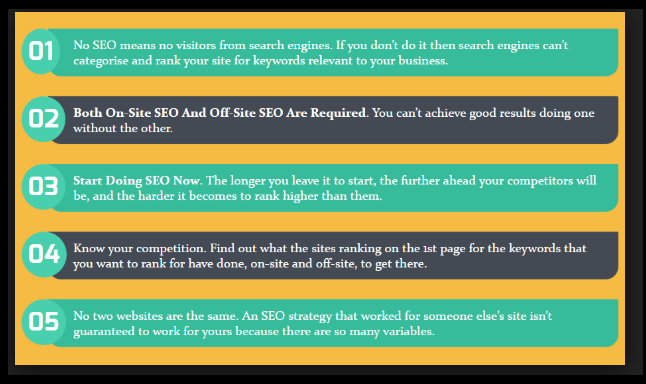 01
No SEO means no visitors from search engines. If you don't do it then search engines can't
categorise and rank your site for keywords relevant to your business.
02
Both On-Site SEO And Off-Site SEO Are Required. You can't achieve good results doing one
without the other.
03
Start Doing SEO Now. The longer you leave it to start, the further ahead your competitors will
be, and the harder it becomes to rank higher than them.
04
Know your competition. Find out what the sites ranking on the 1st page for the keywords that
you want to rank for have done, on-site and off-site, to get there.
05
No two websites are the same. An SEO strategy that worked for someone else's site isn't
guaranteed to work for yours because there are so many variables.